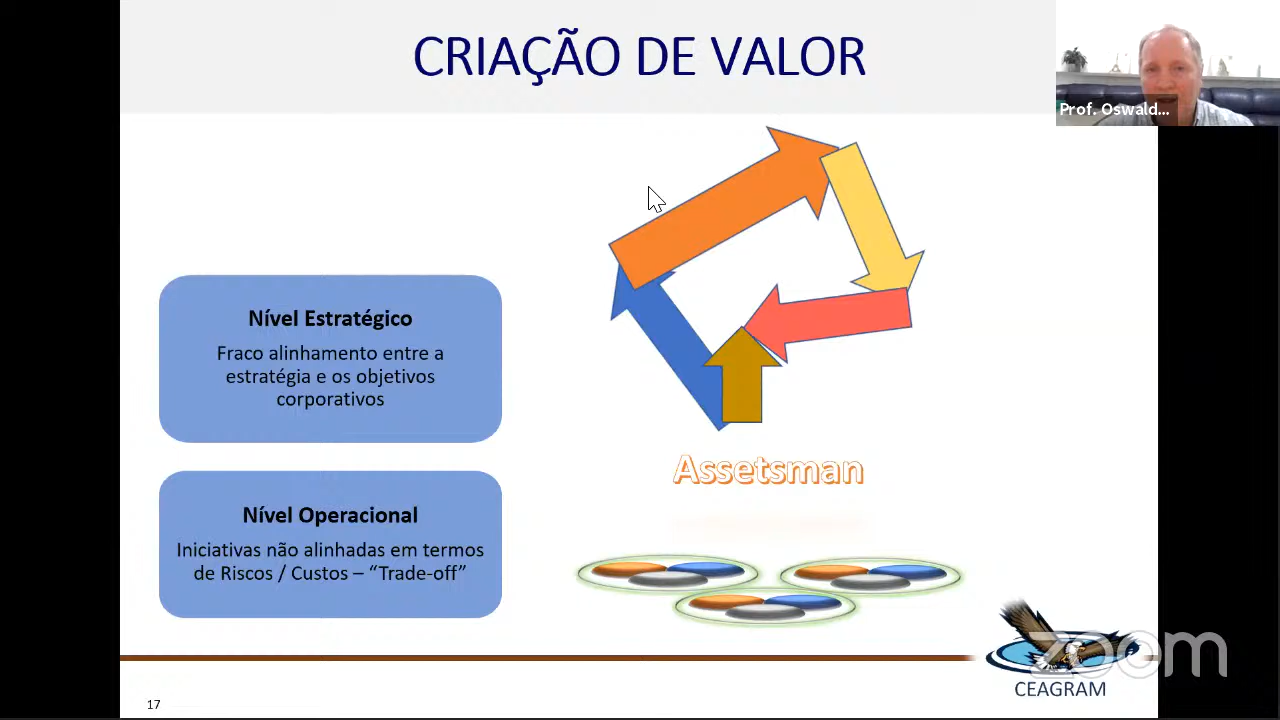 CRIAÇÃO DE VALOR
Prof. Oswald...
Nível Estratégico
Fraco alinhamento entre a
estratégia e os objetivos
corporativos
Assetsman
Nível Operacional
Iniciativas não alinhadas em termos
de Riscos / Custos – “Trade-off”
zoom
CEAGRAM
17